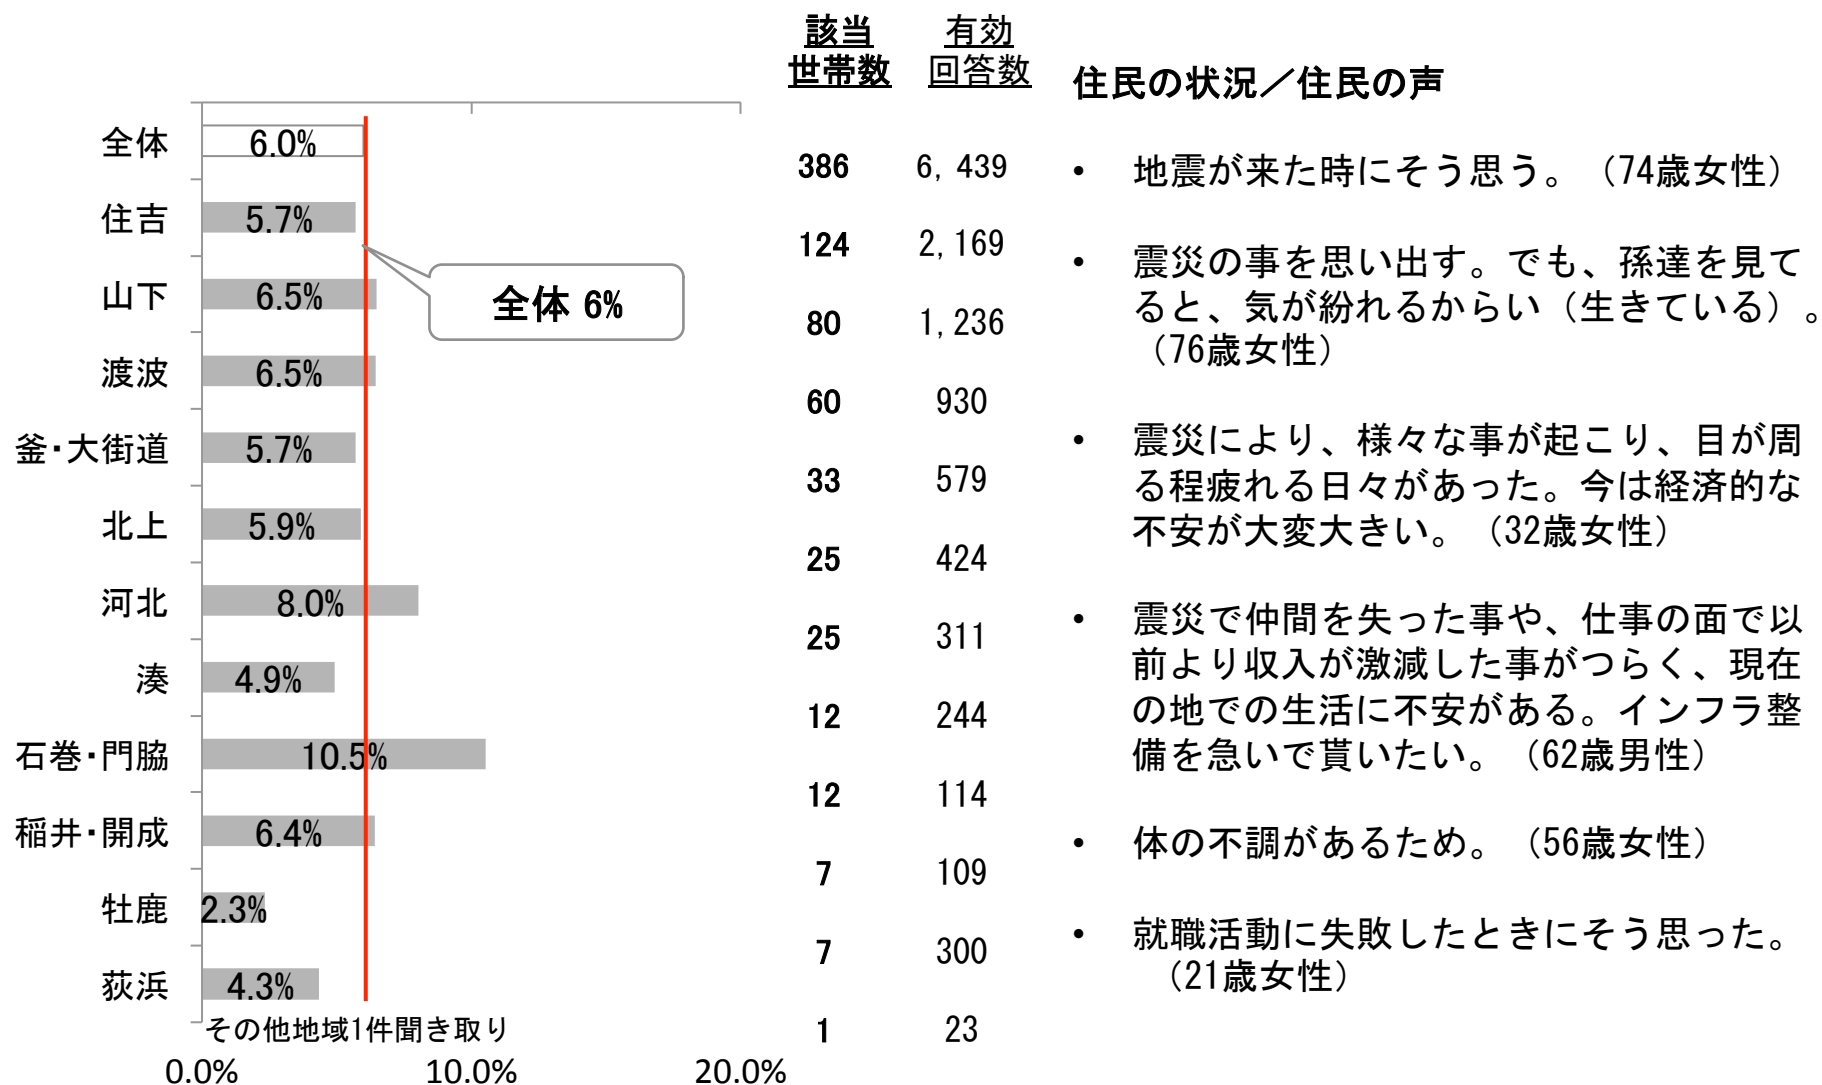 該当
世帯数
有効
回答数
住民の状況／住民の声
全体
6.0%
386
6,439
住吉
5.7%
124
2,169
山下
6.5%
80
1,236
渡波
6.5%
60
930
釜・大街道
5.7%
33
579
北上
5.9%
25
424
河北
8.0%
25
311
湊
4.9%
12
244
石巻・門脇
10.5%
12
114
稲井・開成
6.4%
7
109
牡鹿
2.3%
7
300
荻浜
4.3%
1
23
全体 6%
その他地域1件聞き取り
0.0%
10.0%
20.0%
• 地震が来た時にそう思う。（74歳女性）
• 震災の事を思い出す。でも、孫達を見て
ると、気が紛れるからい（生きている）。
（76歳女性）
• 震災により、様々な事が起こり、目が周
る程疲れる日々があった。今は経済的な
不安が大変大きい。（32歳女性）
• 震災で仲間を失った事や、仕事の面で以
前より収入が激減した事がつらく、現在
の地での生活に不安がある。インフラ整
備を急いで貰いたい。（62歳男性）
• 体の不調があるため。（56歳女性）
• 就職活動に失敗したときにそう思った。
（21歳女性）